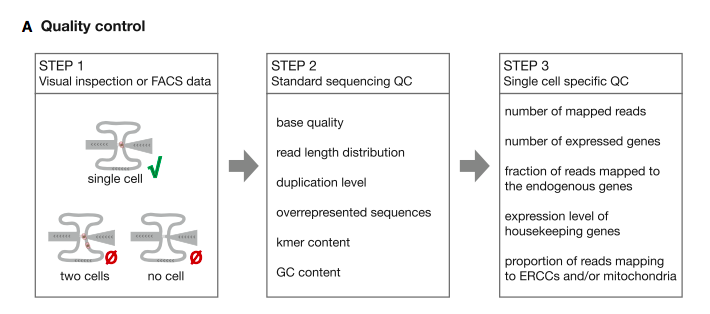 A Quality control
STEP 1
Visual inspection or FACS data
single cell
two cells
no cell
STEP 2
Standard sequencing QC
base quality
read length distribution
duplication level
overrepresented sequences
kmer content
GC content
STEP 3
Single cell specific QC
number of mapped reads
number of expressed genes
fraction of reads mapped to
the endogenous genes
expression level of
housekeeping genes
proportion of reads mapping
to ERCCs and/or mitochondria